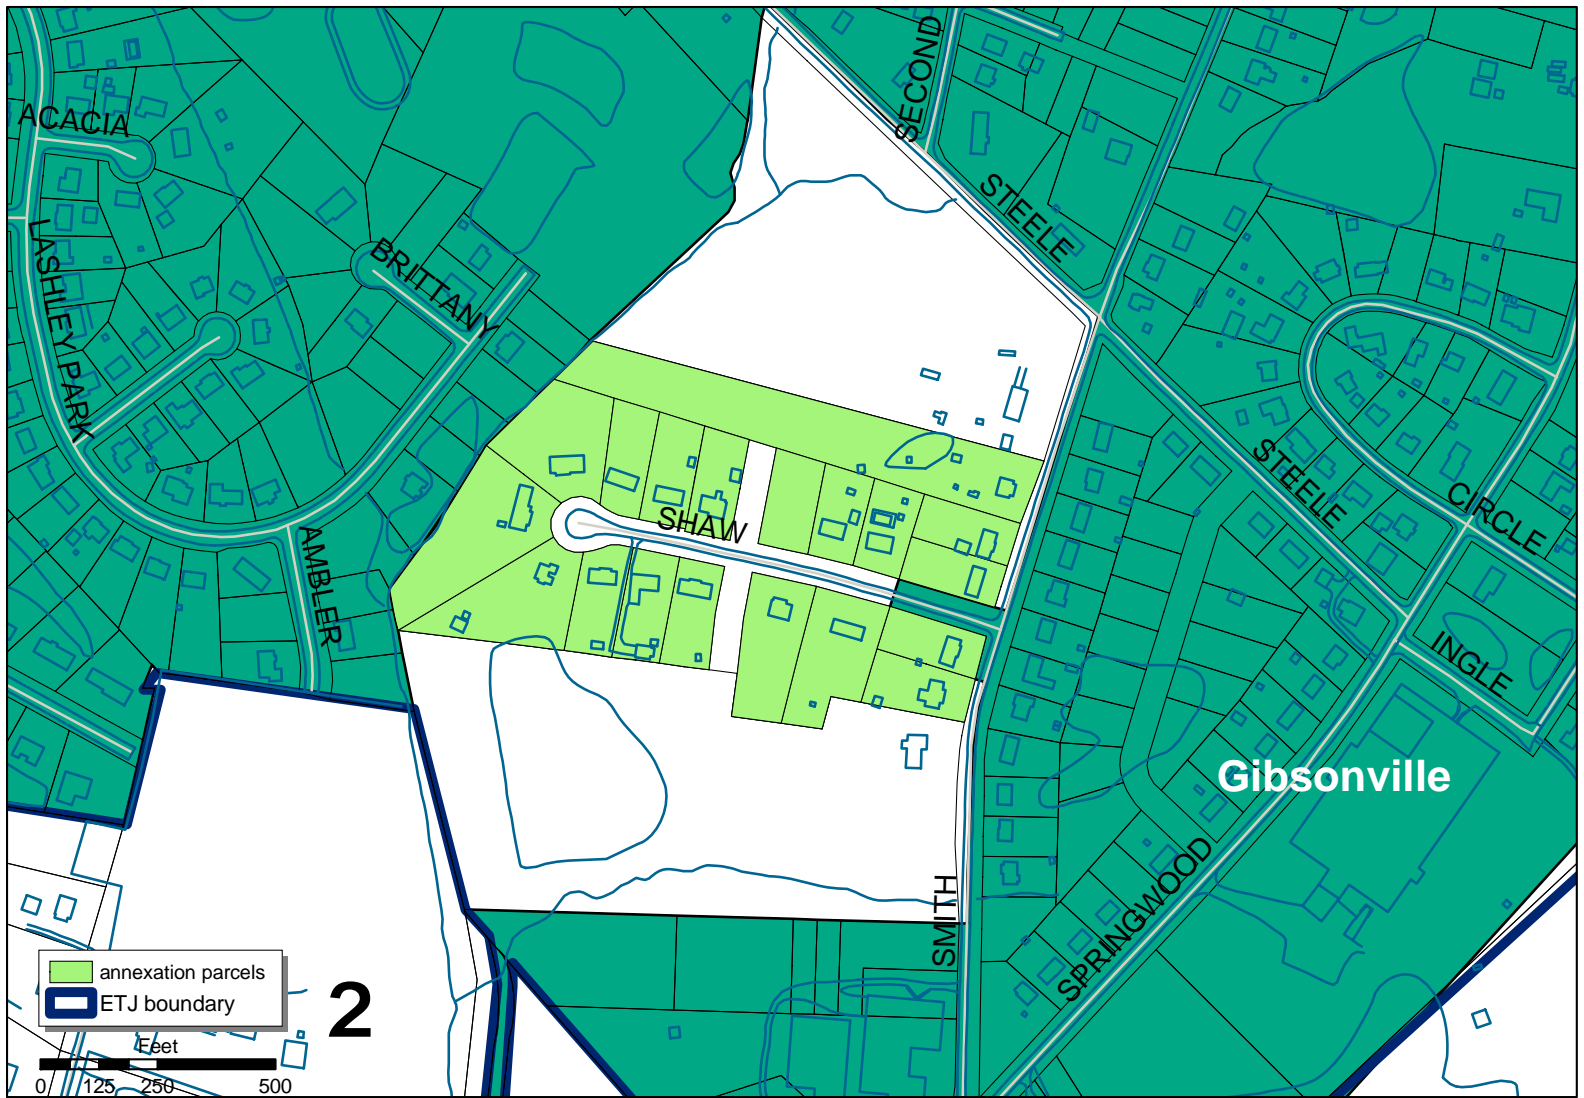 SECOND
ACACIA
STEELE
LASHLEY PARK
BRITTANY
STEELE
CIRCLE
SHAW
AMBLER
INGLE
Gibsonville
SMITH
SPRINGWOOD
annexation parcels
ETJ boundary
2
Feet
0 125 250 500